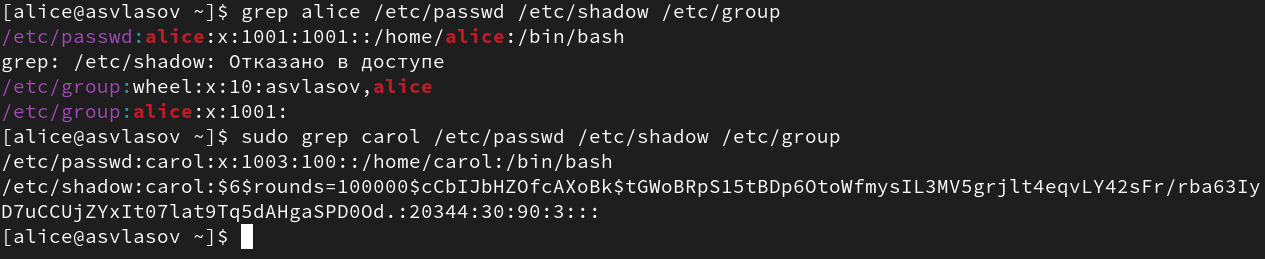 [alice@asvlasov ~]$ grep alice /etc/passwd /etc/shadow /etc/group
/etc/passwd:alice:x:1001:1001::/home/alice:/bin/bash
grep: /etc/shadow: Отказано в доступе
/etc/group:wheel:x:10:asvlasov,alice
/etc/group:alice:x:1001:
[alice@asvlasov ~]$ sudo grep carol /etc/passwd /etc/shadow /etc/group
/etc/passwd:carol:x:1003:100::/home/carol:/bin/bash
/etc/shadow:carol:$6$rounds=100000$cCbIJbHZOfcAXoBk$tGWoBRpS15tBDp6OtoWfmysIL3MV5grjlt4eqvLY42sFr/rba63Iy
D7uCCUjZYxIt07lat9Tq5dAHgaSPD0Od.:20344:30:90:3:::
[alice@asvlasov ~]$